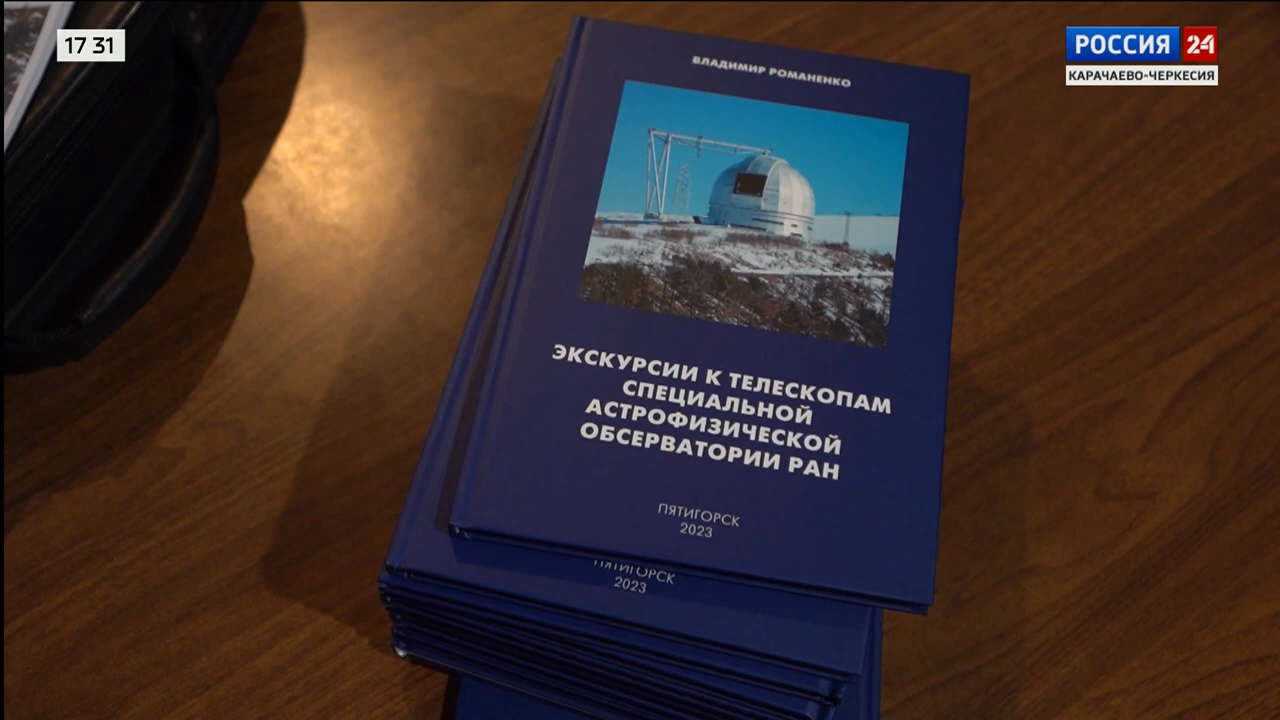 17 31
РОССИЯ 24
КАРАЧАЕВО-ЧЕРКЕСИЯ
ВЛАДИМИР РОМАНЕНКО
ЭКСКУРСИИ К ТЕЛЕСКОПАМ
СПЕЦИАЛЬНОЙ
АСТРОФИЗИЧЕСКОЙ
ОБСЕРВАТОРИИ РАН
ПЯТИГОРСК
2023
ПЯТИГОРСК
2023